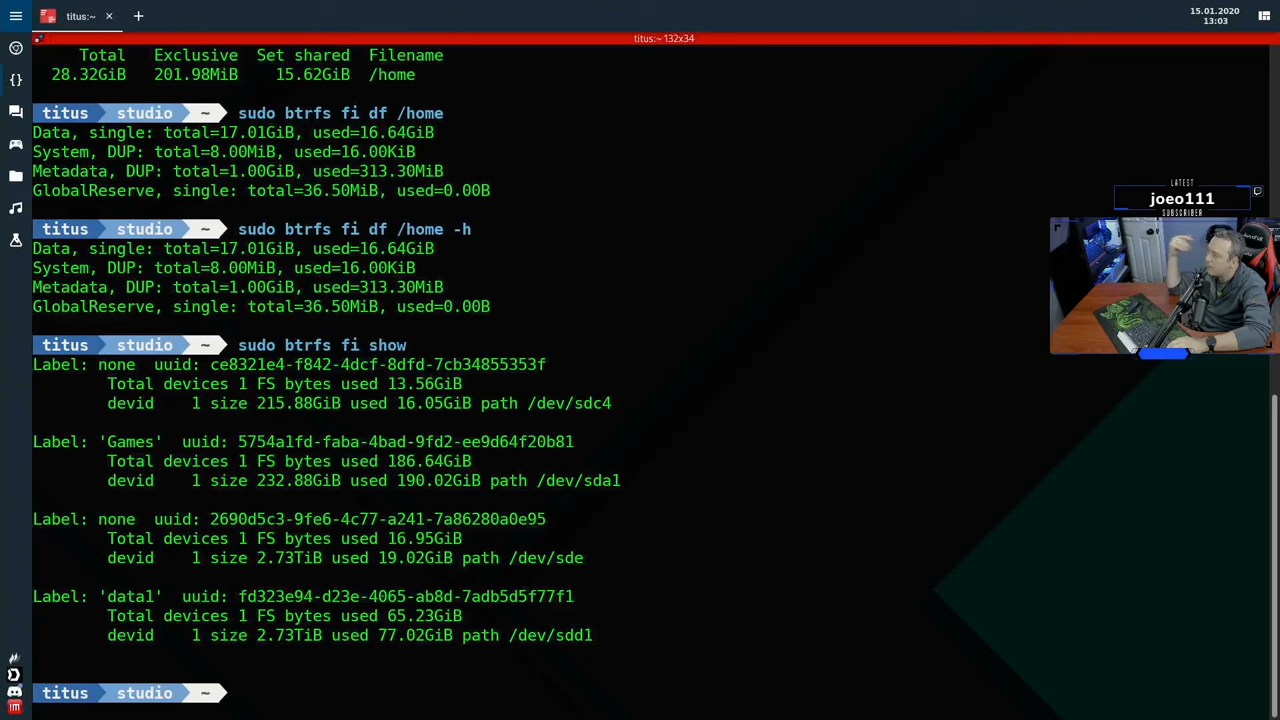 titus:~
15.01.2020
13:03
titus:~ 132x34
Total Exclusive Set shared Filename
28.32GiB 201.98MiB 15.62GiB /home
titus studio ~ sudo btrfs fi df /home
Data, single: total=17.01GiB, used=16.64GiB
System, DUP: total=8.00MiB, used=16.00KiB
Metadata, DUP: total=1.00GiB, used=313.30MiB
GlobalReserve, single: total=36.50MiB, used=0.00B
titus studio ~ sudo btrfs fi df /home -h
Data, single: total=17.01GiB, used=16.64GiB
System, DUP: total=8.00MiB, used=16.00KiB
Metadata, DUP: total=1.00GiB, used=313.30MiB
GlobalReserve, single: total=36.50MiB, used=0.00B
titus studio ~ sudo btrfs fi show
Label: none uuid: ce8321e4-f842-4dcf-8dfd-7cb34855353f
Total devices 1 FS bytes used 13.56GiB
devid 1 size 215.88GiB used 16.05GiB path /dev/sdc4
Label: 'Games' uuid: 5754a1fd-faba-4bad-9fd2-ee9d64f20b81
Total devices 1 FS bytes used 186.64GiB
devid 1 size 232.88GiB used 190.02GiB path /dev/sda1
Label: none uuid: 2690d5c3-9fe6-4c77-a241-7a86280a0e95
Total devices 1 FS bytes used 16.95GiB
devid 1 size 2.73TiB used 19.02GiB path /dev/sde
Label: 'data1' uuid: fd323e94-d23e-4065-ab8d-7adb5d5f77f1
Total devices 1 FS bytes used 65.23GiB
devid 1 size 2.73TiB used 77.02GiB path /dev/sdd1
titus studio ~
LATEST
joeo111
SUBSCRIBER